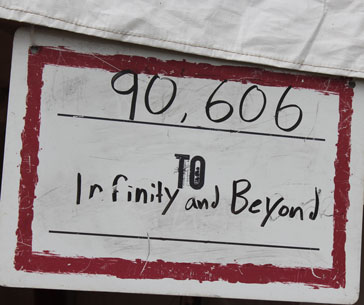 90,606
TO
Infinity and Beyond